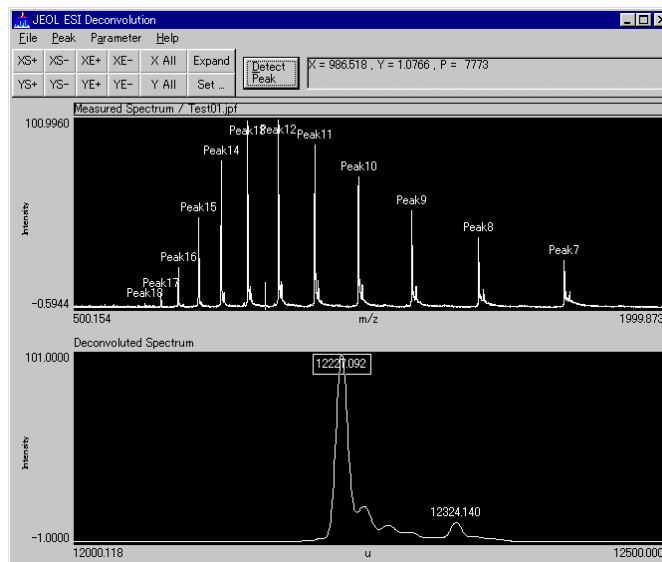 JEOL ESI Deconvolution
File Peak Parameter Help
XS+ XS- XE+ XE- X All Expand
YS+ YS- YE+ YE- Y All Set ...
Detect Peak
X = 986.518 , Y = 1.0766 , P = 7773
Measured Spectrum / Test01.jpf
100.9960
Intensity
-0.5944
Peak18
Peak17
Peak16
Peak15
Peak14
Peak13
Peak12
Peak11
Peak10
Peak9
Peak8
Peak7
500.154 m/z 1999.873
Deconvoluted Spectrum
101.0000
Intensity
-1.0000
12227.092
12324.140
12000.118 u 12500.000